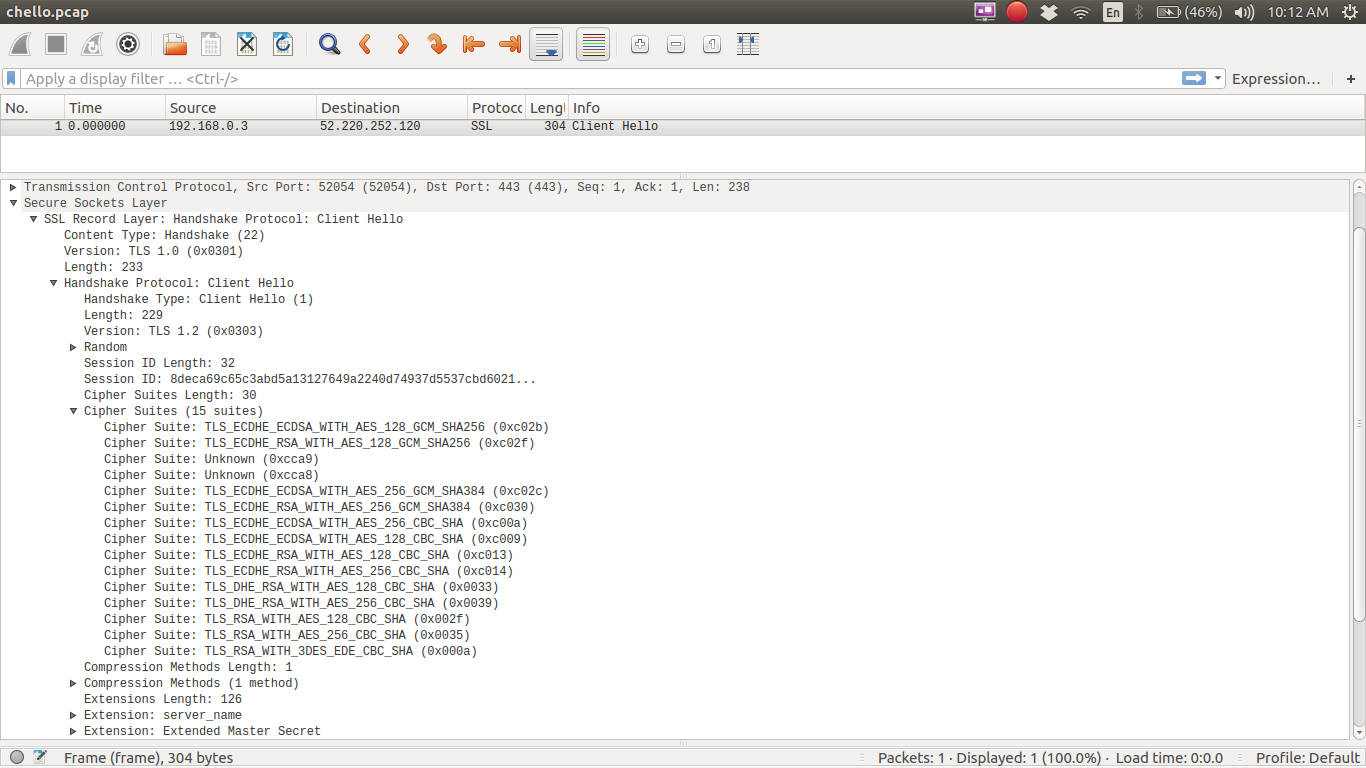 chello.pcap En (46%) 10:12 AM
Apply a display filter … <Ctrl-/> Expression… +
No. Time Source Destination Protocc Lengt Info
1 0.000000 192.168.0.3 52.220.252.120 SSL 304 Client Hello
Transmission Control Protocol, Src Port: 52054 (52054), Dst Port: 443 (443), Seq: 1, Ack: 1, Len: 238
Secure Sockets Layer
SSL Record Layer: Handshake Protocol: Client Hello
Content Type: Handshake (22)
Version: TLS 1.0 (0x0301)
Length: 233
Handshake Protocol: Client Hello
Handshake Type: Client Hello (1)
Length: 229
Version: TLS 1.2 (0x0303)
Random
Session ID Length: 32
Session ID: 8deca69c65c3abd5a13127649a2240d74937d5537cbd6021...
Cipher Suites Length: 30
Cipher Suites (15 suites)
Cipher Suite: TLS_ECDHE_ECDSA_WITH_AES_128_GCM_SHA256 (0xc02b)
Cipher Suite: TLS_ECDHE_RSA_WITH_AES_128_GCM_SHA256 (0xc02f)
Cipher Suite: Unknown (0xcca9)
Cipher Suite: Unknown (0xcca8)
Cipher Suite: TLS_ECDHE_ECDSA_WITH_AES_256_GCM_SHA384 (0xc02c)
Cipher Suite: TLS_ECDHE_RSA_WITH_AES_256_GCM_SHA384 (0xc030)
Cipher Suite: TLS_ECDHE_ECDSA_WITH_AES_256_CBC_SHA (0xc00a)
Cipher Suite: TLS_ECDHE_ECDSA_WITH_AES_128_CBC_SHA (0xc009)
Cipher Suite: TLS_ECDHE_RSA_WITH_AES_128_CBC_SHA (0xc013)
Cipher Suite: TLS_ECDHE_RSA_WITH_AES_256_CBC_SHA (0xc014)
Cipher Suite: TLS_DHE_RSA_WITH_AES_128_CBC_SHA (0x0033)
Cipher Suite: TLS_DHE_RSA_WITH_AES_256_CBC_SHA (0x0039)
Cipher Suite: TLS_RSA_WITH_AES_128_CBC_SHA (0x002f)
Cipher Suite: TLS_RSA_WITH_AES_256_CBC_SHA (0x0035)
Cipher Suite: TLS_RSA_WITH_3DES_EDE_CBC_SHA (0x000a)
Compression Methods Length: 1
Compression Methods (1 method)
Extensions Length: 126
Extension: server_name
Extension: Extended Master Secret
Frame (frame), 304 bytes Packets: 1 · Displayed: 1 (100.0%) · Load time: 0:0.0 Profile: Default